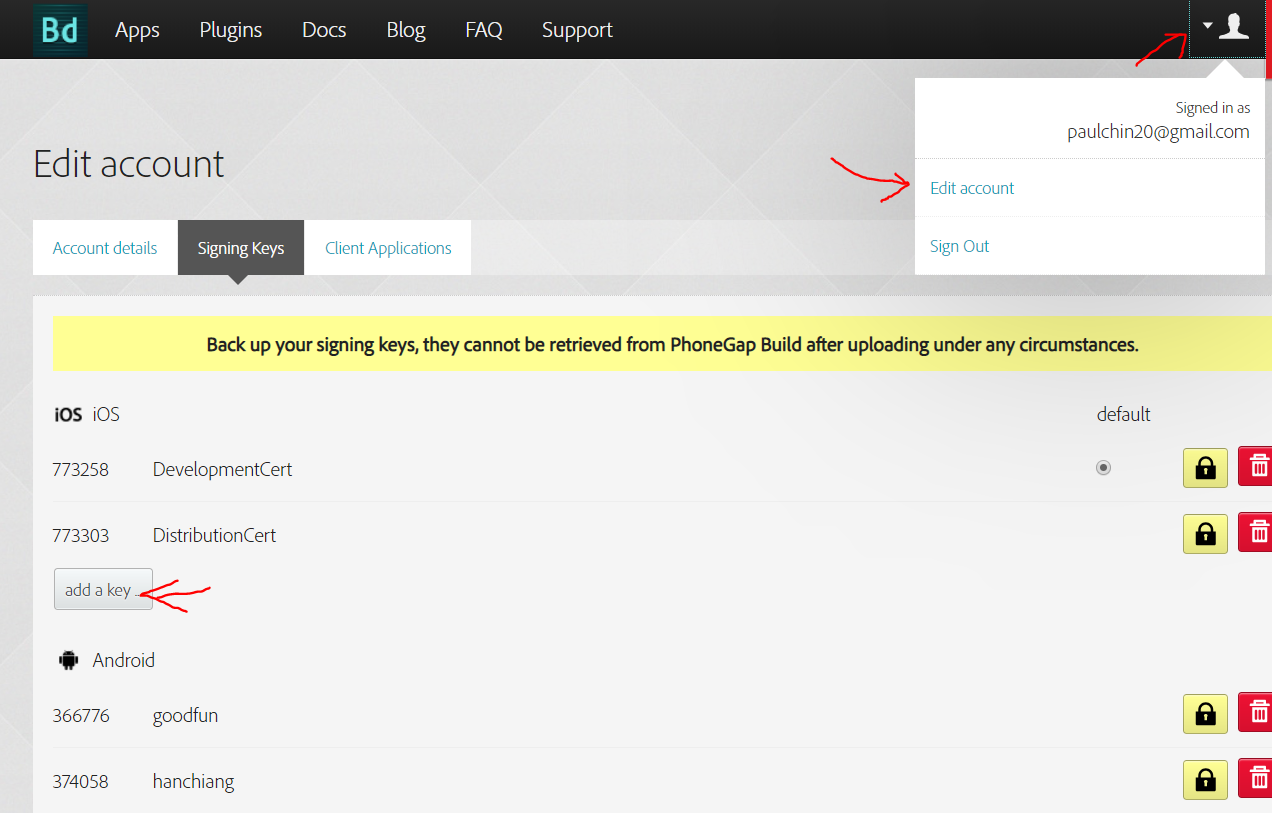 Bd Apps Plugins Docs Blog FAQ Support
Signed in as
paulchin20@gmail.com
Edit account
Sign Out
Edit account
Account details Signing Keys Client Applications
Back up your signing keys, they cannot be retrieved from PhoneGap Build after uploading under any circumstances.
iOS iOS default
773258 DevelopmentCert
773303 DistributionCert
add a key ..
Android
366776 goodfun
374058 hanchiang